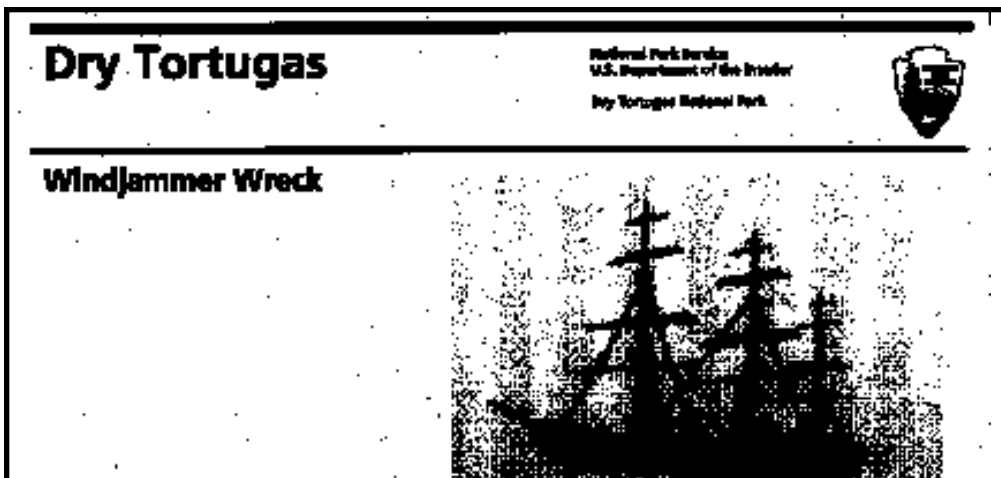 Dry Tortugas
National Park Service
U.S. Department of the Interior
Dry Tortugas National Park
Windjammer Wreck